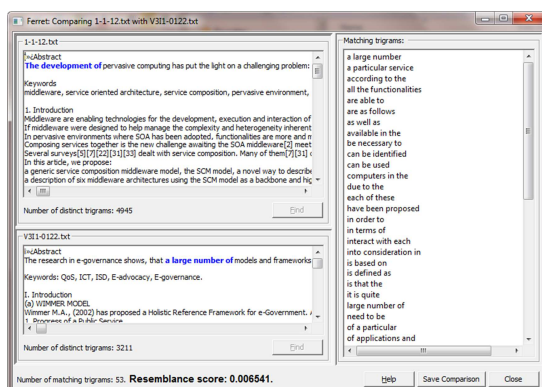 Ferret: Comparing 1-1-12.txt with V3I1-0122.txt
1-1-12.txt
ï»¿Abstract
The development of pervasive computing has put the light on a challenging problem:
Keywords
middleware, service oriented architecture, service composition, pervasive environment,
1. Introduction
Middleware are enabling technologies for the development, execution and interaction of
If middleware were designed to help manage the complexity and heterogeneity inherent
In pervasive environments where SOA has been adopted, functionalities are more and m
Composing services together is the new challenge awaiting the SOA middleware[2] meet
Several surveys[5][7][22][31][33] dealt with service composition. Many of them[7][31]
In this article, we propose:
a generic service composition middleware model, the SCM model, a novel way to describe
a description of six middleware architectures using the SCM model as a backbone and hig
Number of distinct trigrams: 4945
Find
V3I1-0122.txt
ï»¿Abstract
The research in e-governance shows, that a large number of models and frameworks
Keywords: QoS, ICT, ISD, E-advocacy, E-governance.
I. Introduction
(a) WIMMER MODEL
Wimmer M.A., (2002) has proposed a Holistic Reference Framework for e-Government.
1. Progress of a Public Service
Number of distinct trigrams: 3211
Find
Matching trigrams:
a large number
a particular service
according to the
all the functionalities
are able to
are as follows
as well as
available in the
be necessary to
can be identified
can be used
computers in the
due to the
each of these
have been proposed
in order to
in terms of
interact with each
into consideration in
is based on
is defined as
is that the
it is quite
large number of
need to be
of a particular
of applications and
Number of matching trigrams: 53. Resemblance score: 0.006541.
Help
Save Comparison
Close